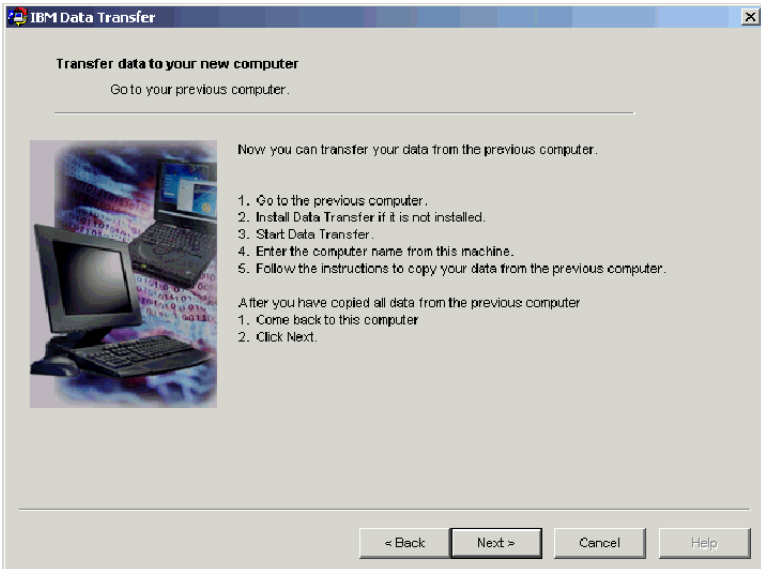 IBM Data Transfer
Transfer data to your new computer
Go to your previous computer.
Now you can transfer your data from the previous computer.
1. Go to the previous computer.
2. Install Data Transfer if it is not installed.
3. Start Data Transfer.
4. Enter the computer name from this machine.
5. Follow the instructions to copy your data from the previous computer.
After you have copied all data from the previous computer
1. Come back to this computer
2. Click Next.
< Back Next > Cancel Help